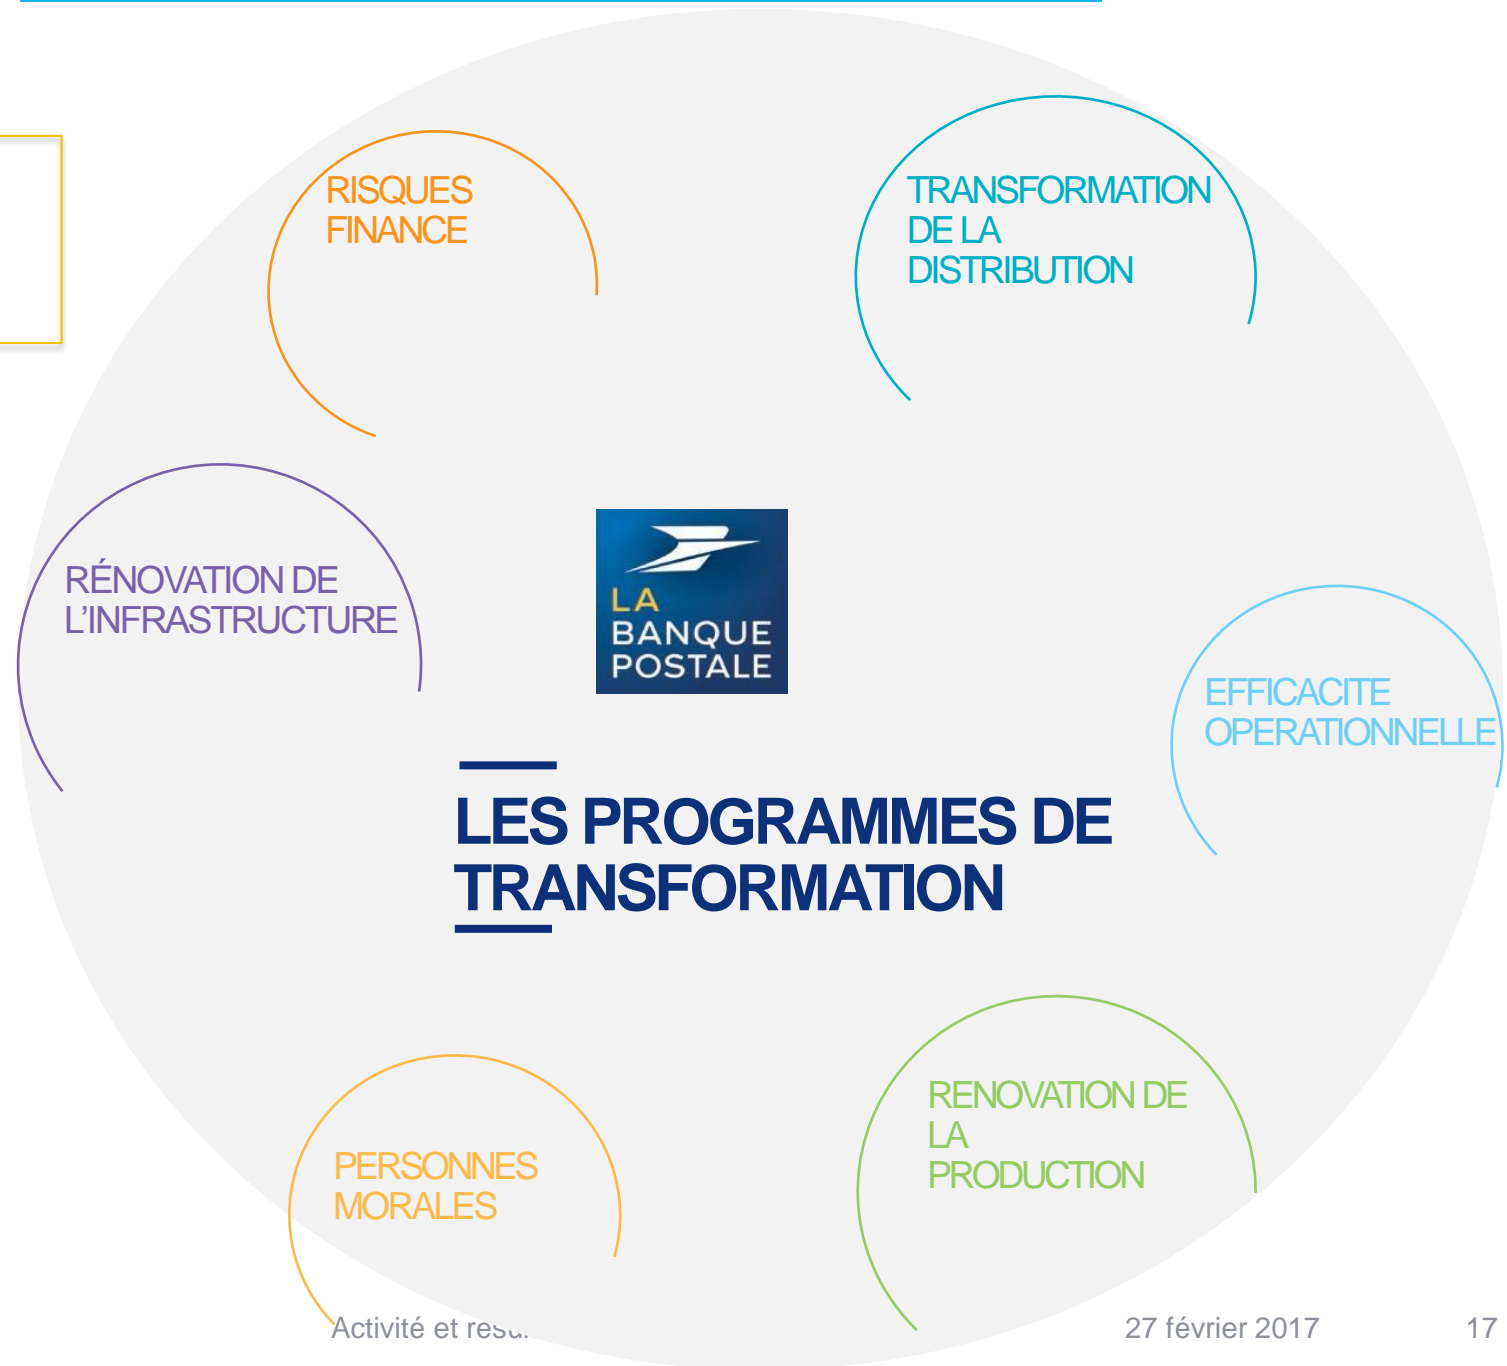 RISQUES
FINANCE
TRANSFORMATION
DE LA
DISTRIBUTION
RÉNOVATION DE
L’INFRASTRUCTURE
LA
BANQUE
POSTALE
EFFICACITE
OPERATIONNELLE
LES PROGRAMMES DE
TRANSFORMATION
RENOVATION DE
LA
PRODUCTION
PERSONNES
MORALES
Activité et
27 février 2017
17